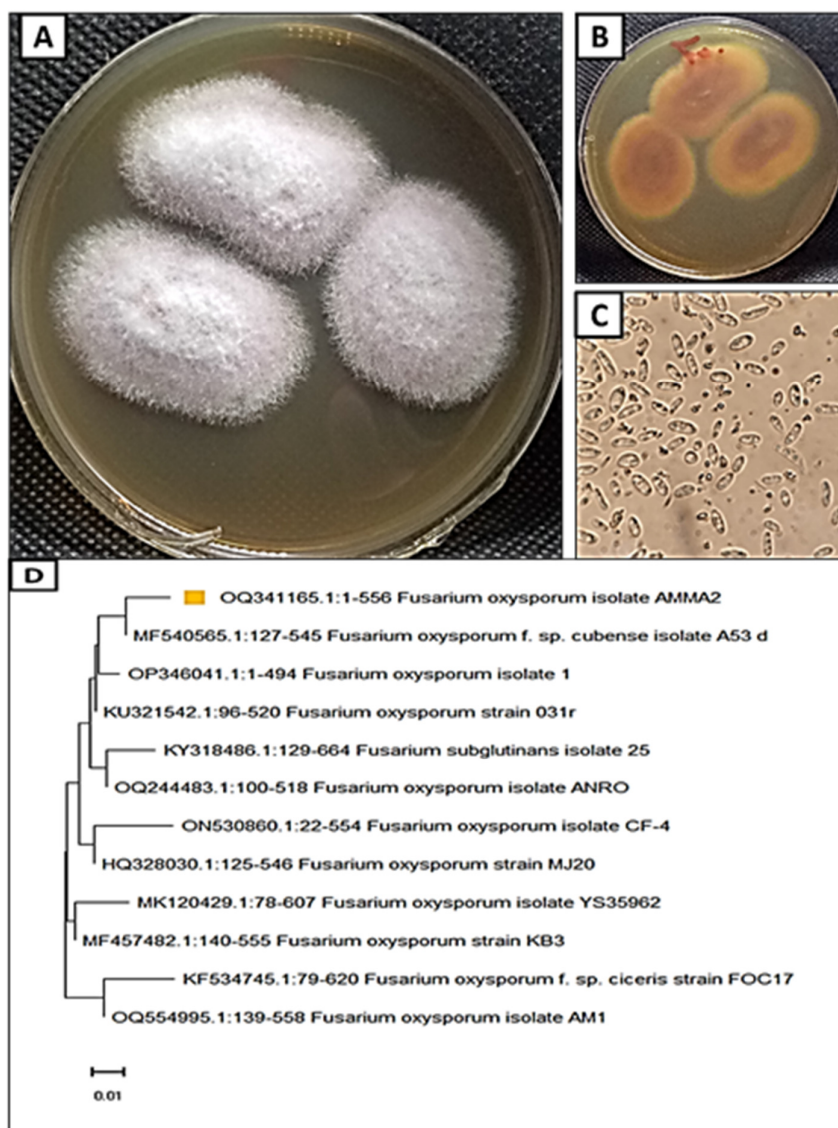 A
B
C
D
OQ341165.1:1-556 Fusarium oxysporum isolate AMMA2
MF540565.1:127-545 Fusarium oxysporum f. sp. cubense isolate A53 d
OP346041.1:1-494 Fusarium oxysporum isolate 1
KU321542.1:96-520 Fusarium oxysporum strain 031r
KY318486.1:129-664 Fusarium subglutinans isolate 25
OQ244483.1:100-518 Fusarium oxysporum isolate ANRO
ON530860.1:22-554 Fusarium oxysporum isolate CF-4
HQ328030.1:125-546 Fusarium oxysporum strain MJ20
MK120429.1:78-607 Fusarium oxysporum isolate YS35962
MF457482.1:140-555 Fusarium oxysporum strain KB3
KF534745.1:79-620 Fusarium oxysporum f. sp. ciceris strain FOC17
OQ554995.1:139-558 Fusarium oxysporum isolate AM1
0.01